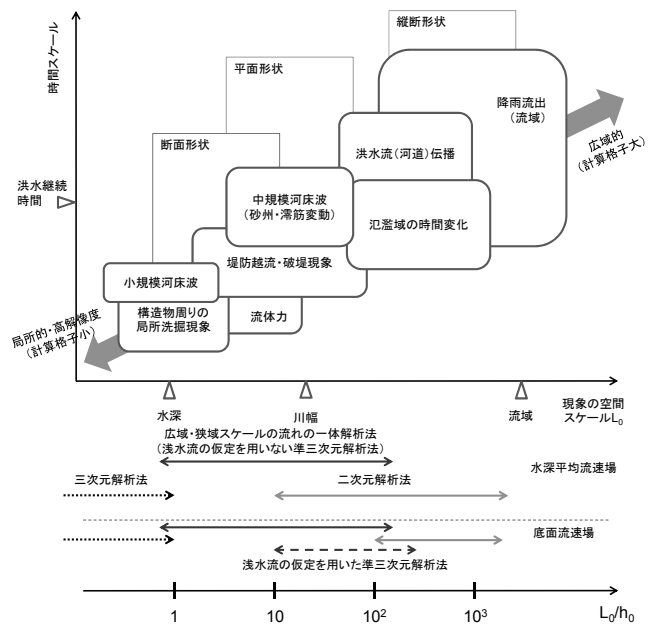 時間スケール
縦断形状
平面形状
降雨流出
(流域)
広域的
(計算格子大)
断面形状
洪水流(河道)伝播
洪水継続
時間
中規模河床波
(砂州・澪筋変動)
氾濫域の時間変化
堤防越流・破堤現象
小規模河床波
構造物周りの
局所洗掘現象
流体力
局所的・高解像度
(計算格子小)
水深
川幅
流域
現象の空間
スケールL₀
広域・狭域スケールの流れの一体解析法
(浅水流の仮定を用いない準三次元解析法)
水深平均流速場
三次元解析法
二次元解析法
底面流速場
浅水流の仮定を用いた準三次元解析法
1
10
10²
10³
L₀/h₀